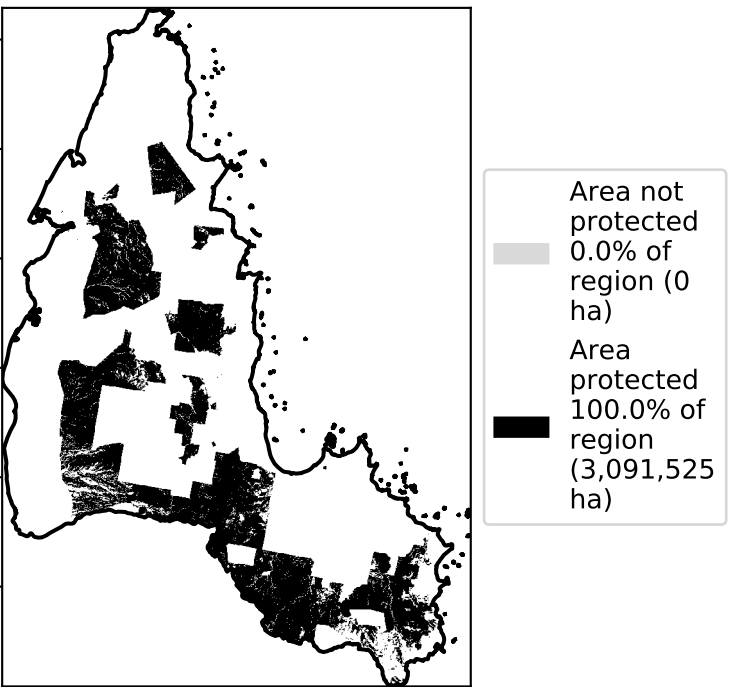 Area not
protected
0.0% of
region (0
ha)
Area
protected
100.0% of
region
(3,091,525
ha)